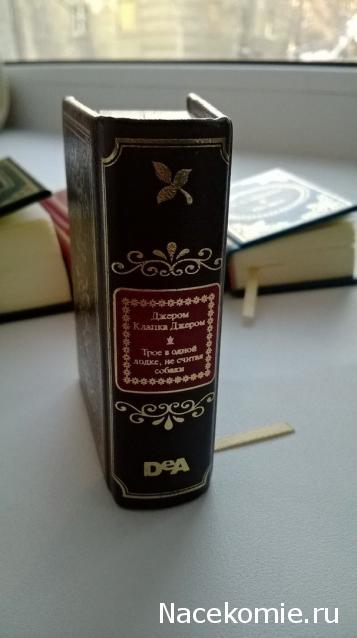 Джером
Клапка Джером
Трое в одной
лодке, не считая
собаки
DeA
Nacekomie.ru